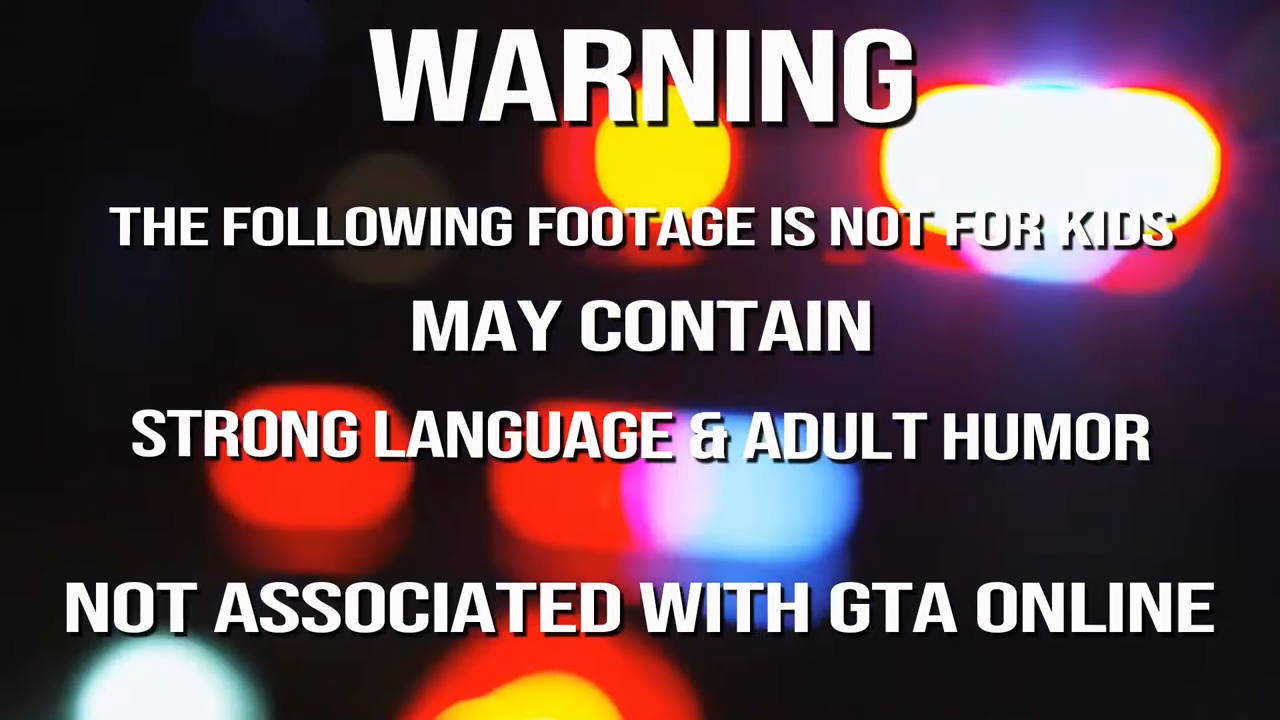 WARNING
THE FOLLOWING FOOTAGE IS NOT FOR KIDS
MAY CONTAIN
STRONG LANGUAGE & ADULT HUMOR
NOT ASSOCIATED WITH GTA ONLINE